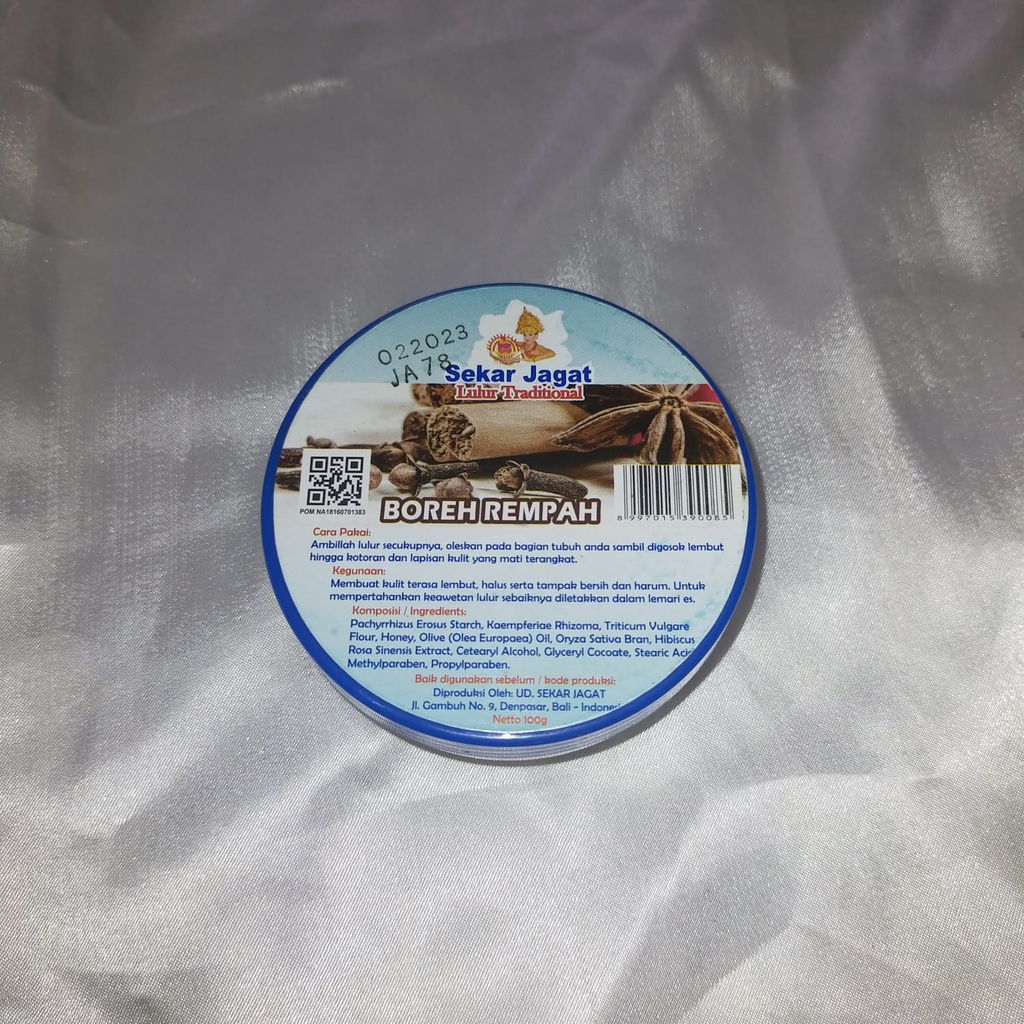 022023
JA78
Sekar Jagat
Lulur Traditional
POM NA18160701383
BOREH REMPAH
8 997015 390085
Cara Pakai:
Ambillah lulur secukupnya, oleskan pada bagian tubuh anda sambil digosok lembut
hingga kotoran dan lapisan kulit yang mati terangkat.
Kegunaan:
Membuat kulit terasa lembut, halus serta tampak bersih dan harum. Untuk
mempertahankan keawetan lulur sebaiknya diletakkan dalam lemari es.
Komposisi / Ingredients:
Pachyrrhizus Erosus Starch, Kaempferiae Rhizoma, Triticum Vulgare
Flour, Honey, Olive (Olea Europaea) Oil, Oryza Sativa Bran, Hibiscus
Rosa Sinensis Extract, Cetearyl Alcohol, Glyceryl Cocoate, Stearic
Methylparaben, Propylparaben.
Baik digunakan sebelum / kode produksi:
Diproduksi Oleh: UD. SEKAR JAGAT
Jl. Gambuh No. 9, Denpasar, Bali -
Netto 100g